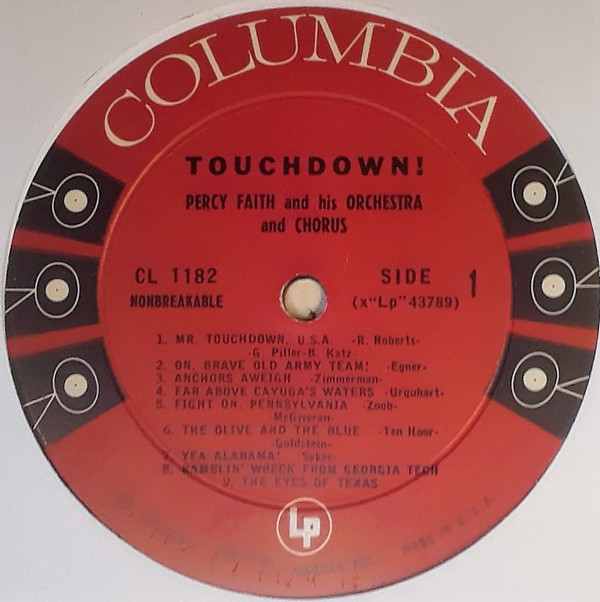 COLUMBIA
TOUCHDOWN!
PERCY FAITH and his ORCHESTRA
and CHORUS
CL 1182
NONBREAKABLE
SIDE 1
(x"Lp"43789)
1. MR. TOUCHDOWN, U.S.A. -R. Roberts-
-G. Piller-B. Katz-
2. ON, BRAVE OLD ARMY TEAM! -Egner-
3. ANCHORS AWEIGH -Zimmerman-
4. FAR ABOVE CAYUGA'S WATERS -Urquhart-
5. FIGHT ON, PENNSYLVANIA -Zoob-
-McGiveran-
6. THE OLIVE AND THE BLUE -Ten Hoor-
-Goldstein-
7. YEA ALABAMA! -Sykes-
8. RAMBLIN' WRECK FROM GEORGIA TECH
9. THE EYES OF TEXAS
Lp
MADE IN U.S.A.